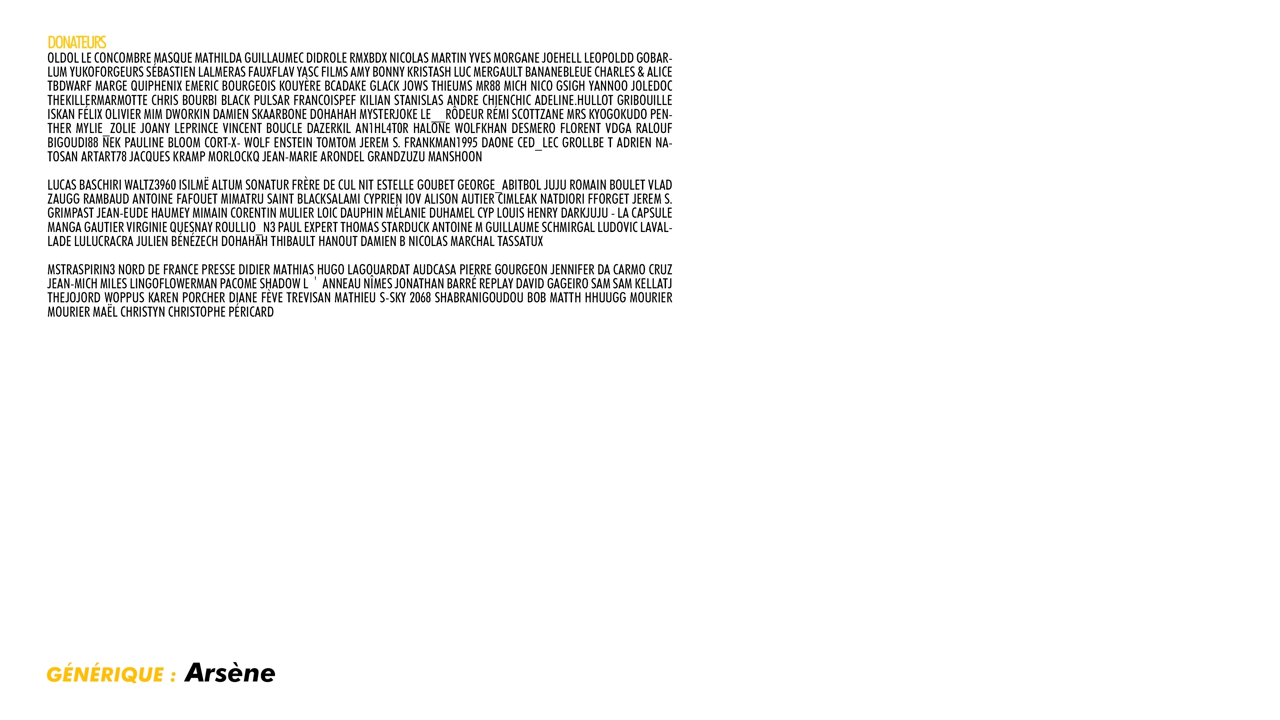 DONATEURS
OLDOL LE CONCOMBRE MASQUE MATHILDA GUILLAUMEC DIDROLE RMXBDX NICOLAS MARTIN YVES MORGANE JOEHELL LEOPOLDD GOBAR-
LUM YUKOFORGEURS SÉBASTIEN LALMERAS FAUXFLAV YASC FILMS AMY BONNY KRISTASH LUC MERGAULT BANANEBLEUE CHARLES & ALICE
TBDWARF MARGE QUIPHENIX EMERIC BOURGEOIS KOUYÈRE BCADAKE GLACK JOWS THIEUMS MR88 MICH NICO GSIGH YANNOO JOLEDOC
THEKILLERMARMOTTE CHRIS BOURBI BLACK PULSAR FRANCOISPEF KILIAN STANISLAS ANDRE CHIENCHIC ADELINE.HULLOT GRIBOUILLE
ISKAN FÉLIX OLIVIER MIM DWORKIN DAMIEN SKAARBONE DOHAHAH MYSTERJOKE LE__RÔDEUR RÉMI SCOTTZANE MRS KYOGOKUDO PEN-
THER MYLIE_ZOLIE JOANY LEPRINCE VINCENT BOUCLE DAZERKIL AN1HL4T0R HALONE WOLFKHAN DESMERO FLORENT VDGA RALOUF
BIGOUDI88 NEK PAULINE BLOOM CORT-X- WOLF ENSTEIN TOMTOM JEREM S. FRANKMAN1995 DAONE CED_LEC GROLLBE T ADRIEN NA-
TOSAN ARTART78 JACQUES KRAMP MORLOCKQ JEAN-MARIE ARONDEL GRANDZUZU MANSHOON
LUCAS BASCHIRI WALTZ3960 ISILMË ALTUM SONATUR FRÈRE DE CUL NIT ESTELLE GOUBET GEORGE_ABITBOL JUJU ROMAIN BOULET VLAD
ZAUGG RAMBAUD ANTOINE FAFOUET MIMATRU SAINT BLACKSALAMI CYPRIEN IOV ALISON AUTIER CIMLEAK NATDIORI FFORGET JEREM S.
GRIMPAST JEAN-EUDE HAUMEY MIMAIN CORENTIN MULIER LOIC DAUPHIN MÉLANIE DUHAMEL CYP LOUIS HENRY DARKJUJU - LA CAPSULE
MANGA GAUTIER VIRGINIE QUESNAY ROULLIO_N3 PAUL EXPERT THOMAS STARDUCK ANTOINE M GUILLAUME SCHMIRGAL LUDOVIC LAVAL-
LADE LULUCRACRA JULIEN BÉNÉZECH DOHAHAH THIBAULT HANOUT DAMIEN B NICOLAS MARCHAL TASSATUX
MSTRASPIRIN3 NORD DE FRANCE PRESSE DIDIER MATHIAS HUGO LAGOUARDAT AUDCASA PIERRE GOURGEON JENNIFER DA CARMO CRUZ
JEAN-MICH MILES LINGOFLOWERMAN PACOME SHADOW L ' ANNEAU NÎMES JONATHAN BARRÉ REPLAY DAVID GAGEIRO SAM SAM KELLATJ
THEJOJORD WOPPUS KAREN PORCHER DIANE FÈVE TREVISAN MATHIEU S-SKY 2068 SHABRANIGOUDOU BOB MATTH HHUUGG MOURIER
MOURIER MAËL CHRISTYN CHRISTOPHE PÉRICARD
GÉNÉRIQUE : Arsène